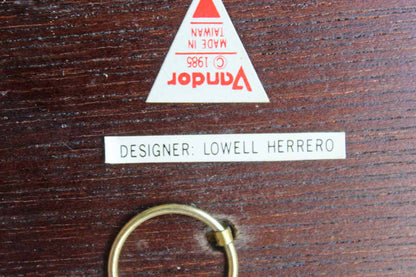 Vandor
© 1985
MADE IN
TAIWAN
DESIGNER: LOWELL HERRERO